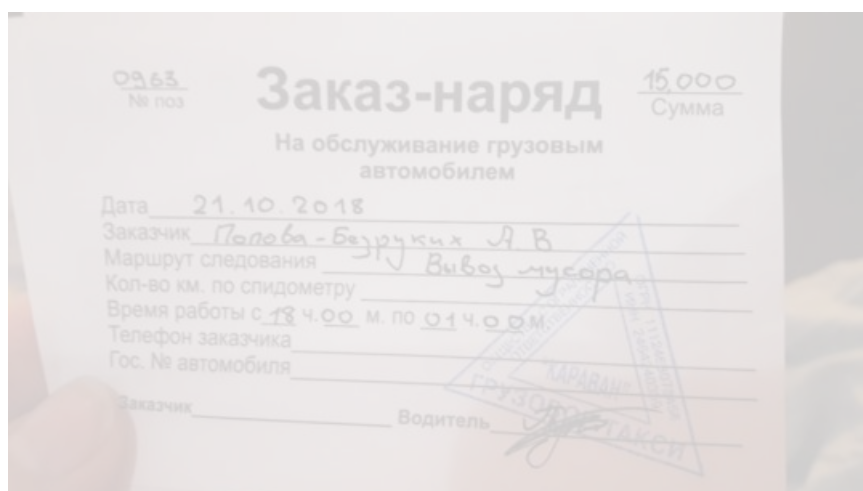 0963 Заказ-наряд 15,000
№ поз Сумма
На обслуживание грузовым
автомобилем
Дата 21.10.2018
Заказчик Попова-Безруких А В
Маршрут следования Вывоз мусора
Кол-во км. по спидометру
Время работы с 18 ч. 00 м. по 01 ч. 00 м.
Телефон заказчика
Гос. № автомобиля
Заказчик Водитель
"КАРАВАН"
ГРУЗОВОЕ ТАКСИ